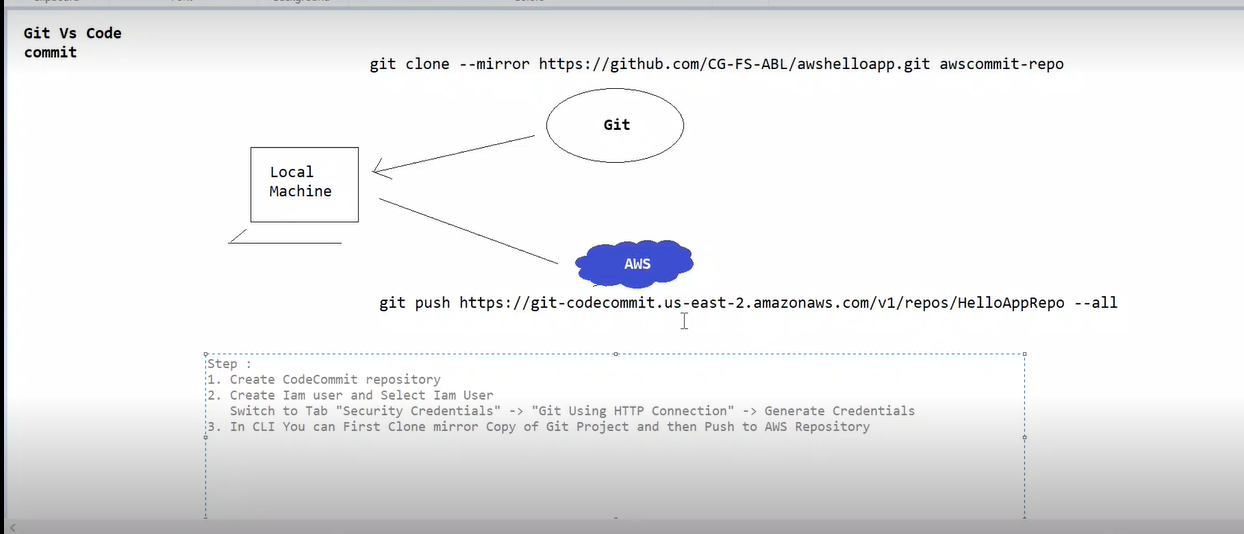 Git Vs Code
commit
git clone --mirror https://github.com/CG-FS-ABL/awshelloapp.git awscommit-repo
Git
Local
Machine
AWS
git push https://git-codecommit.us-east-2.amazonaws.com/v1/repos/HelloAppRepo --all
Step :
1. Create CodeCommit repository
2. Create Iam user and Select Iam User
Switch to Tab "Security Credentials" -> "Git Using HTTP Connection" -> Generate Credentials
3. In CLI You can First Clone mirror Copy of Git Project and then Push to AWS Repository